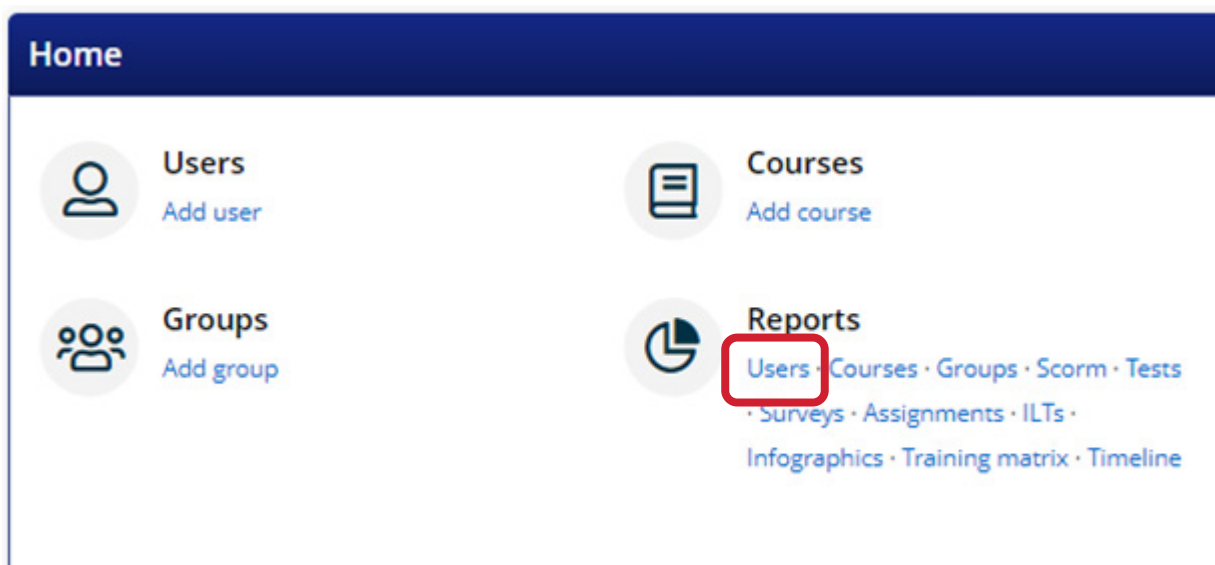 Home
Users
Add user
Courses
Add course
Groups
Add group
Reports
Users · Courses · Groups · Scorm · Tests
· Surveys · Assignments · ILTs ·
Infographics · Training matrix · Timeline